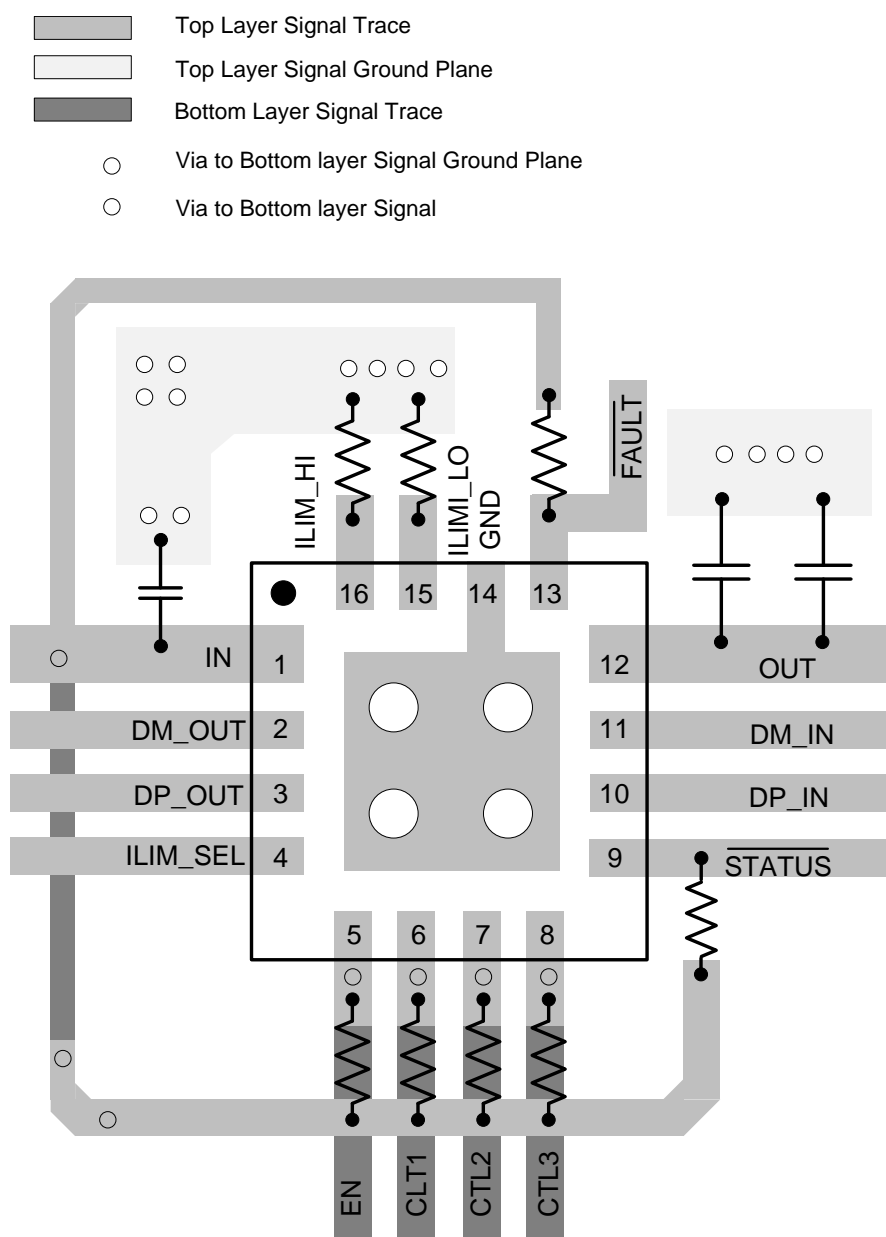 Top Layer Signal Trace
Top Layer Signal Ground Plane
Bottom Layer Signal Trace
Via to Bottom layer Signal Ground Plane
Via to Bottom layer Signal
ILIM_HI
ILIMI_LO
GND
FAULT
16 15 14 13
IN 1
12 OUT
DM_OUT 2
11 DM_IN
DP_OUT 3
10 DP_IN
ILIM_SEL 4
9 STATUS
5 6 7 8
EN
CLT1
CTL2
CTL3